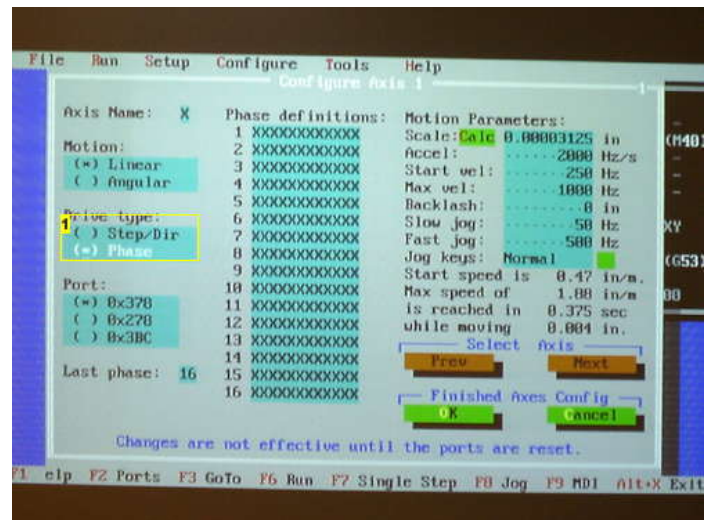 File Run Setup Configure Tools Help
Configure Axis 1
1
Axis Name: X
Motion:
(*) Linear
( ) Angular
Drive type:
1
( ) Step/Dir
(*) Phase
Port:
(*) 0x378
( ) 0x278
( ) 0x3BC
Last phase: 16
Phase definitions:
1 XXXXXXXXXXXX
2 XXXXXXXXXXXX
3 XXXXXXXXXXXX
4 XXXXXXXXXXXX
5 XXXXXXXXXXXX
6 XXXXXXXXXXXX
7 XXXXXXXXXXXX
8 XXXXXXXXXXXX
9 XXXXXXXXXXXX
10 XXXXXXXXXXXX
11 XXXXXXXXXXXX
12 XXXXXXXXXXXX
13 XXXXXXXXXXXX
14 XXXXXXXXXXXX
15 XXXXXXXXXXXX
16 XXXXXXXXXXXX
Motion Parameters:
Scale: Calc 0.00003125 in
Accel: ·······2000 Hz/s
Start vel: ········250 Hz
Max vel: ·······1000 Hz
Backlash: ··········0 in
Slow jog: ·········50 Hz
Fast jog: ········500 Hz
Jog keys: Normal
Start speed is 0.47 in/m.
Max speed of 1.88 in/m
is reached in 0.375 sec
while moving 0.004 in.
Select Axis
Prev Next
Finished Axes Config
OK Cancel
(M40)
XY
(G53)
00
Changes are not effective until the ports are reset.
F1 elp F2 Ports F3 GoTo F6 Run F7 Single Step F8 Jog F9 MDI Alt+X Exit